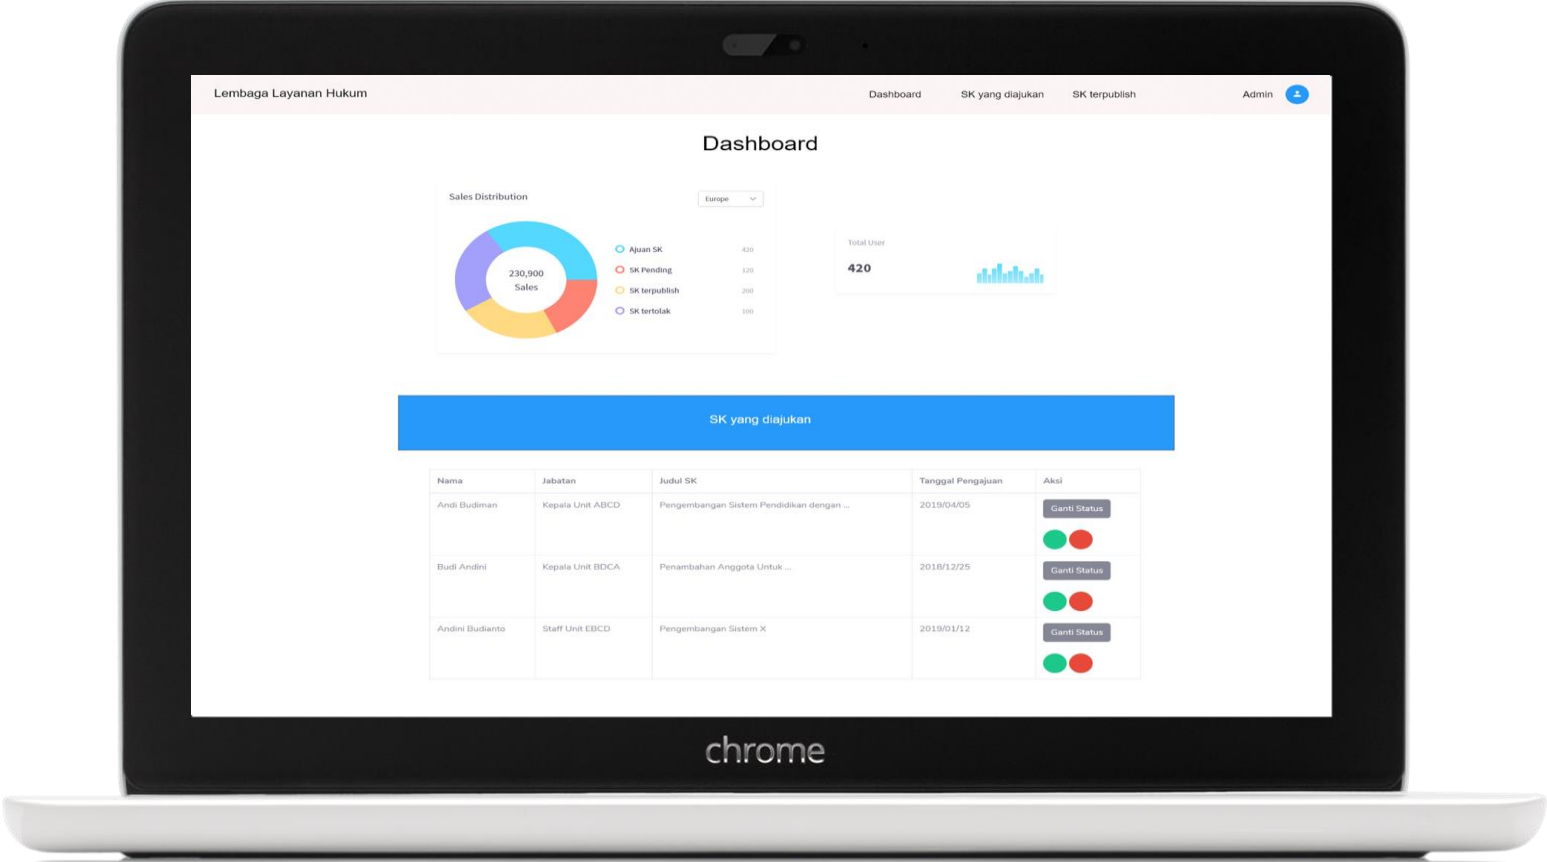 Lembaga Layanan Hukum
Dashboard
SK yang diajukan
SK terpublish
Admin
Dashboard
Sales Distribution
Europe
230,900
Sales
Ajuan SK 420
SK Pending 120
SK terpublish 200
SK tertolak 100
Total User
420
SK yang diajukan
Nama Jabatan Judul SK Tanggal Pengajuan Aksi
Andi Budiman Kepala Unit ABCD Pengembangan Sistem Pendidikan dengan ... 2019/04/05 Ganti Status
Budi Andini Kepala Unit BDCA Penambahan Anggota Untuk ... 2018/12/25 Ganti Status
Andini Budianto Staff Unit EBCD Pengembangan Sistem X 2019/01/12 Ganti Status
chrome